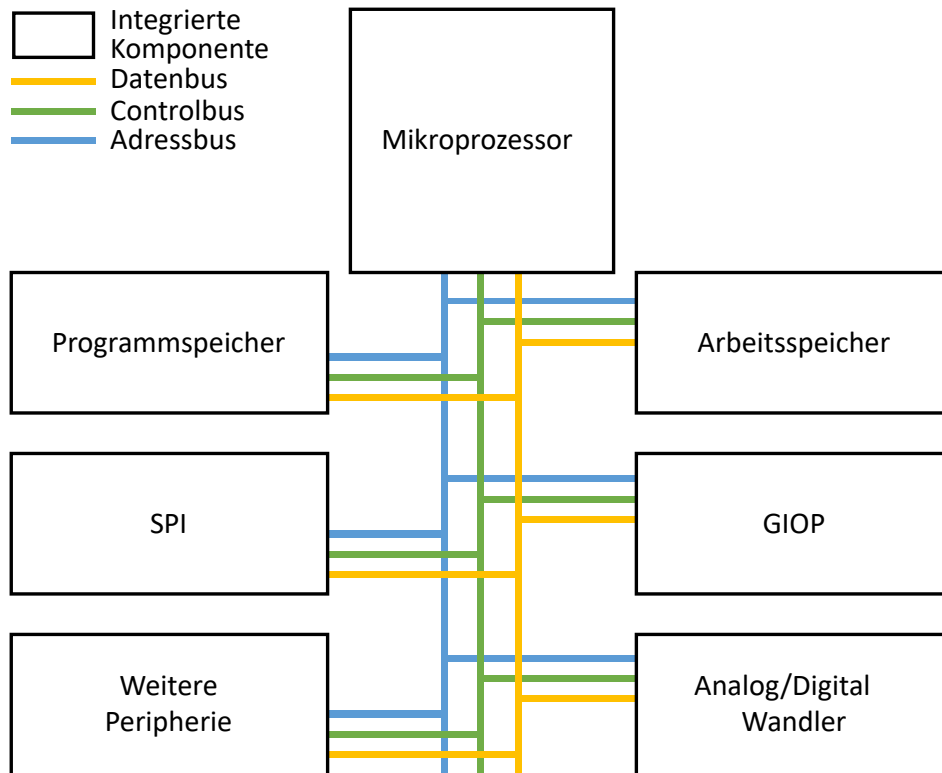 Integrierte
Komponente
Datenbus
Controlbus
Adressbus
Mikroprozessor
Programmspeicher
Arbeitsspeicher
SPI
GIOP
Weitere
Peripherie
Analog/Digital
Wandler